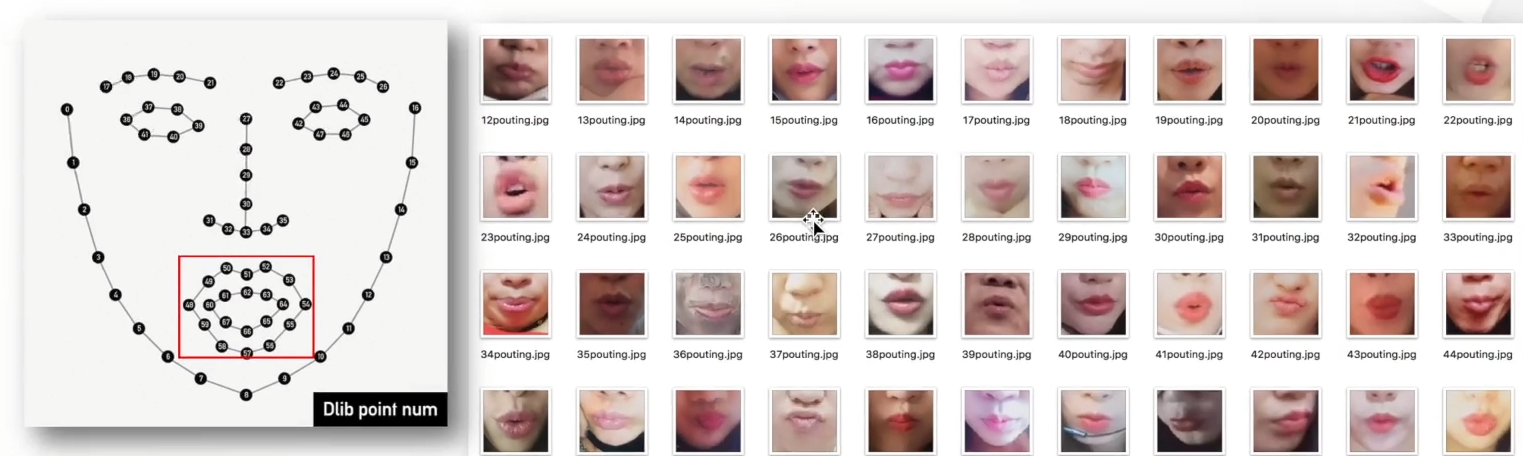 17 18 19 20 21 22 23 24 25 26
0 37 38 43 44 16
36 39 27 42 45
41 40 47 46
28
1 29 15
2 30 14
31 32 33 34 35
3 13
50 51 52
49 53
4 61 62 63 12
48 60 64 54
59 67 66 65 55
5 11
58 57 56
6 10
7 9
8
Dlib point num
12pouting.jpg 13pouting.jpg 14pouting.jpg 15pouting.jpg 16pouting.jpg 17pouting.jpg 18pouting.jpg 19pouting.jpg 20pouting.jpg 21pouting.jpg 22pouting.jpg
23pouting.jpg 24pouting.jpg 25pouting.jpg 26pouting.jpg 27pouting.jpg 28pouting.jpg 29pouting.jpg 30pouting.jpg 31pouting.jpg 32pouting.jpg 33pouting.jpg
34pouting.jpg 35pouting.jpg 36pouting.jpg 37pouting.jpg 38pouting.jpg 39pouting.jpg 40pouting.jpg 41pouting.jpg 42pouting.jpg 43pouting.jpg 44pouting.jpg